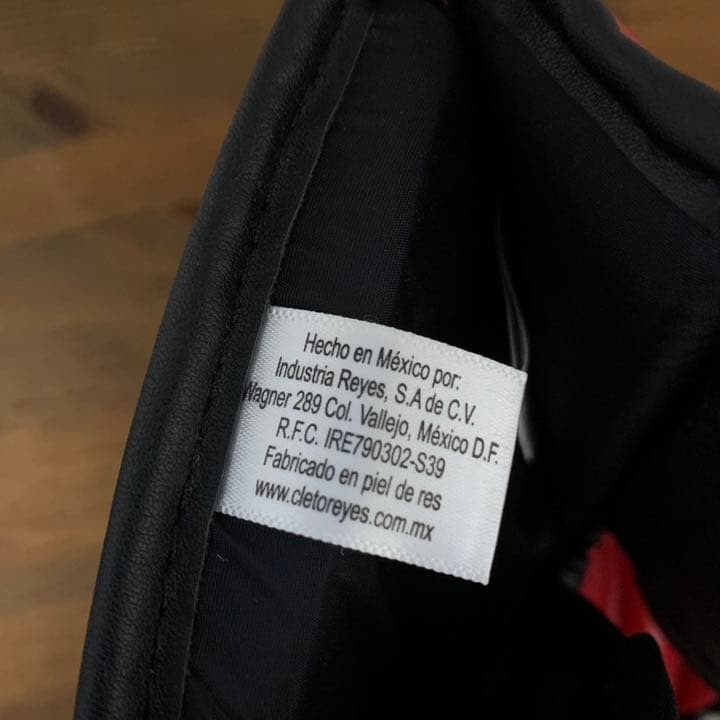 Hecho en México por:
Industria Reyes, S.A de C.V.
Wagner 289 Col. Vallejo, México D.F.
R.F.C. IRE790302-S39
Fabricado en piel de res
www.cletoreyes.com.mx